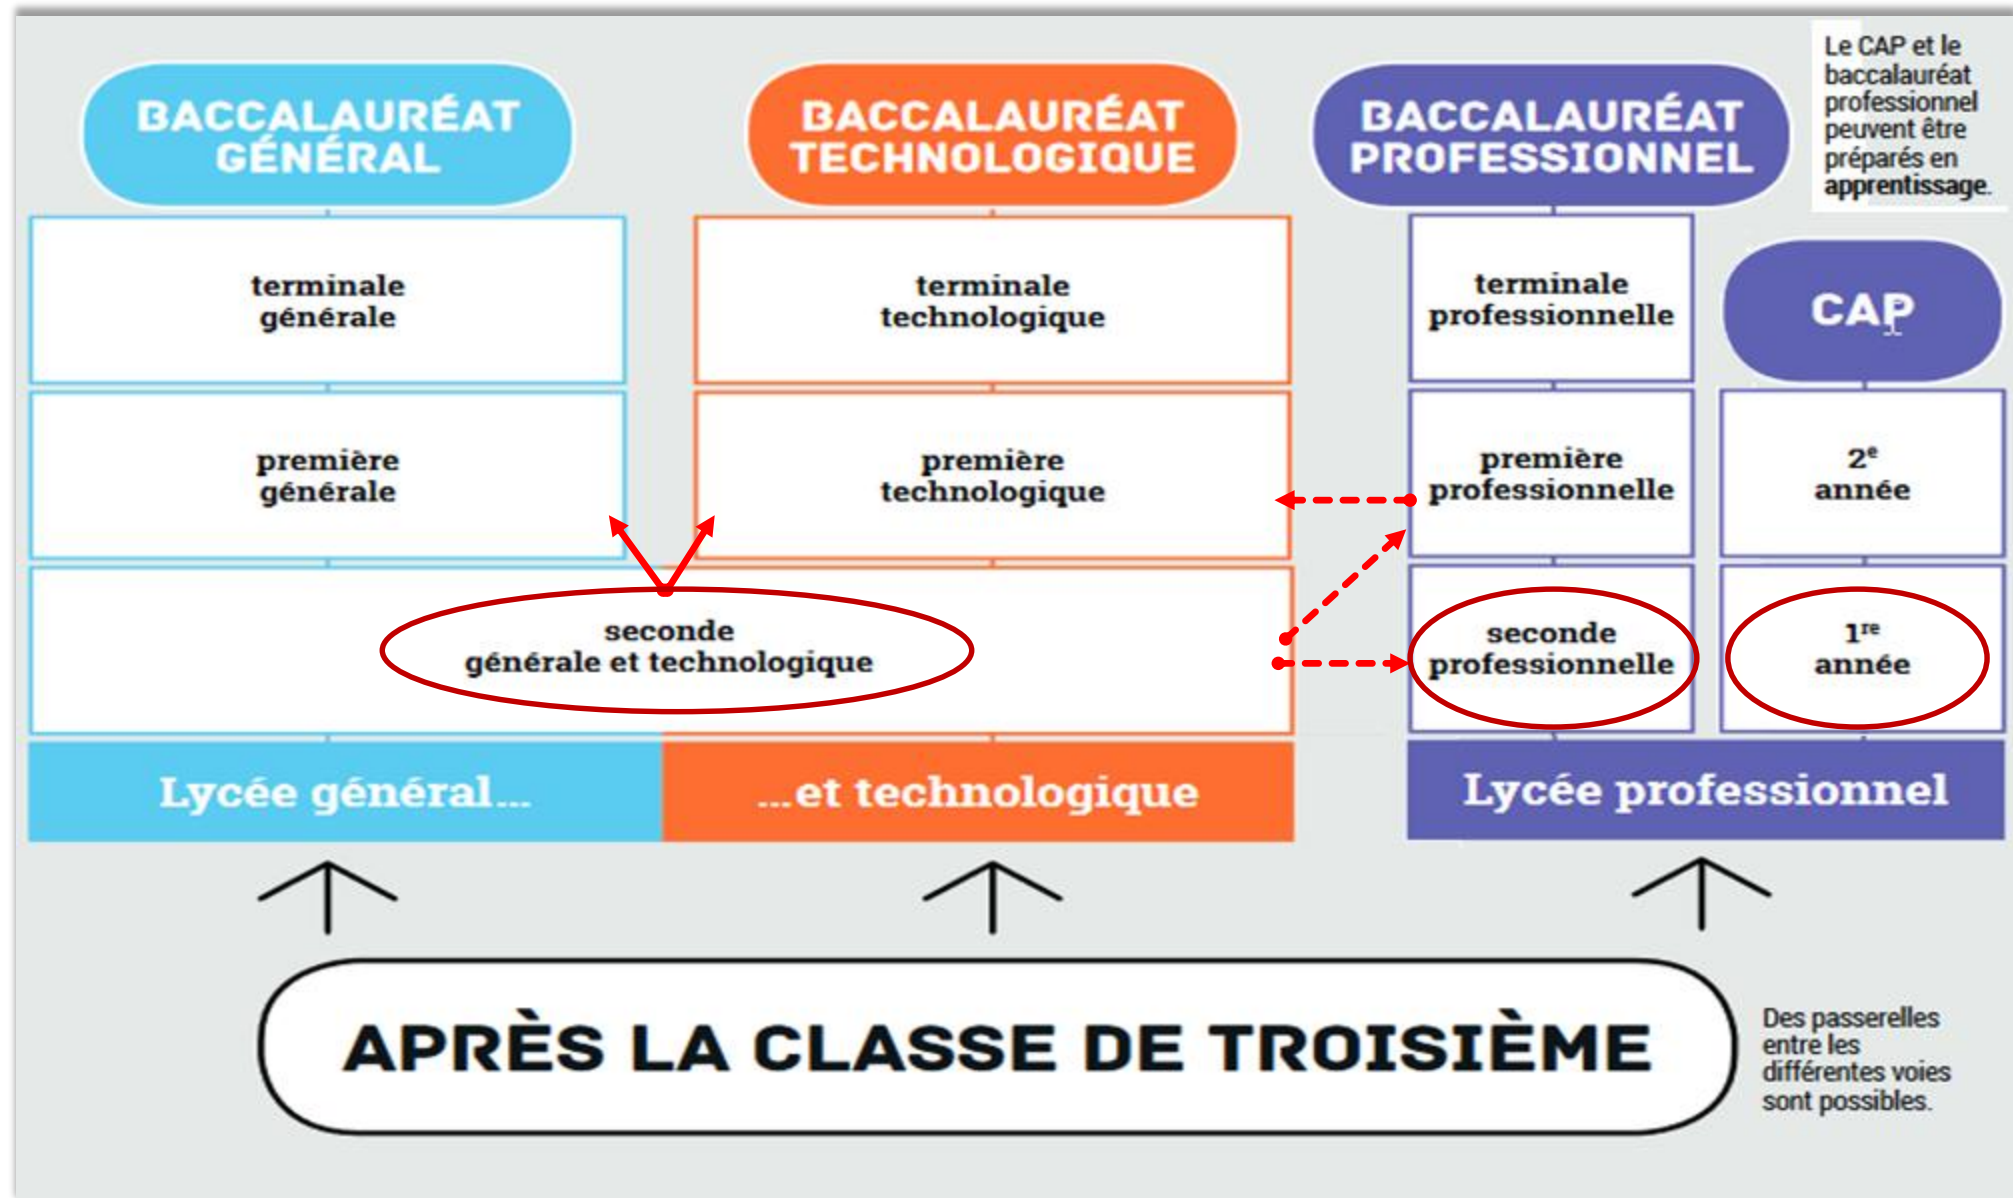 Le CAP et le
baccalauréat
professionnel
peuvent être
préparés en
apprentissage.
BACCALAURÉAT
GÉNÉRAL
BACCALAURÉAT
TECHNOLOGIQUE
BACCALAURÉAT
PROFESSIONNEL
terminale
générale
terminale
technologique
terminale
professionnelle
CAP
première
générale
première
technologique
première
professionnelle
2e
année
seconde
générale et technologique
seconde
professionnelle
1re
année
Lycée général...
...et technologique
Lycée professionnel
APRÈS LA CLASSE DE TROISIÈME
Des passerelles
entre les
différentes voies
sont possibles.